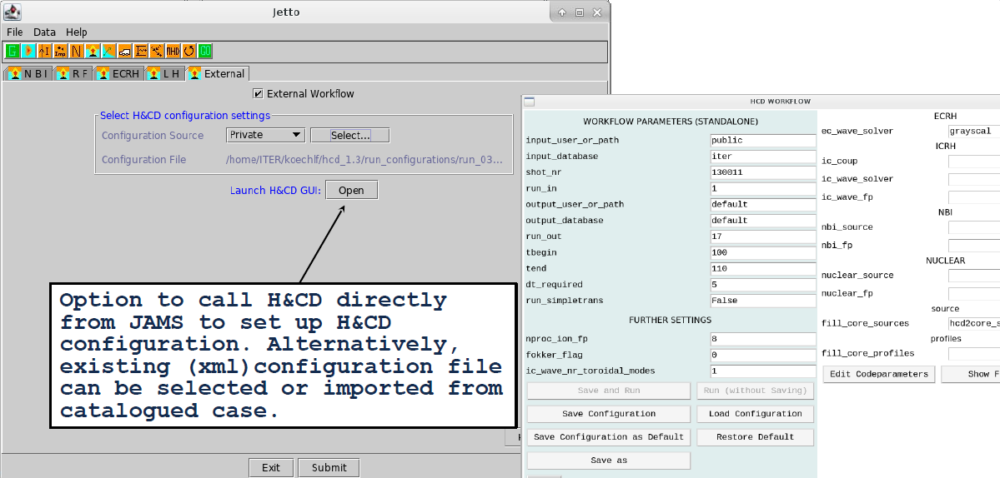 Jetto
File Data Help
G N MHD GO
N B I R F ECRH L H External
External Workflow
Select H&CD configuration settings
Configuration Source Private Select...
Configuration File /home/ITER/koechlf/hcd_1.3/run_configurations/run_03...
Launch H&CD GUI: Open
Option to call H&CD directly
from JAMS to set up H&CD
configuration. Alternatively,
existing (xml)configuration file
can be selected or imported from
catalogued case.
Exit Submit
HCD WORKFLOW
WORKFLOW PARAMETERS (STANDALONE)
input_user_or_path public
input_database iter
shot_nr 130011
run_in 1
output_user_or_path default
output_database default
run_out 17
tbegin 100
tend 110
dt_required 5
run_simpletrans False
FURTHER SETTINGS
nproc_ion_fp 8
fokker_flag 0
ic_wave_nr_toroidal_modes 1
Save and Run Run (without Saving)
Save Configuration Load Configuration
Save Configuration as Default Restore Default
Save as
ECRH
ec_wave_solver grayscal
ICRH
ic_coup
ic_wave_solver
ic_wave_fp
NBI
nbi_source
nbi_fp
NUCLEAR
nuclear_source
nuclear_fp
source
fill_core_sources hcd2core_s
profiles
fill_core_profiles
Edit Codeparameters Show F